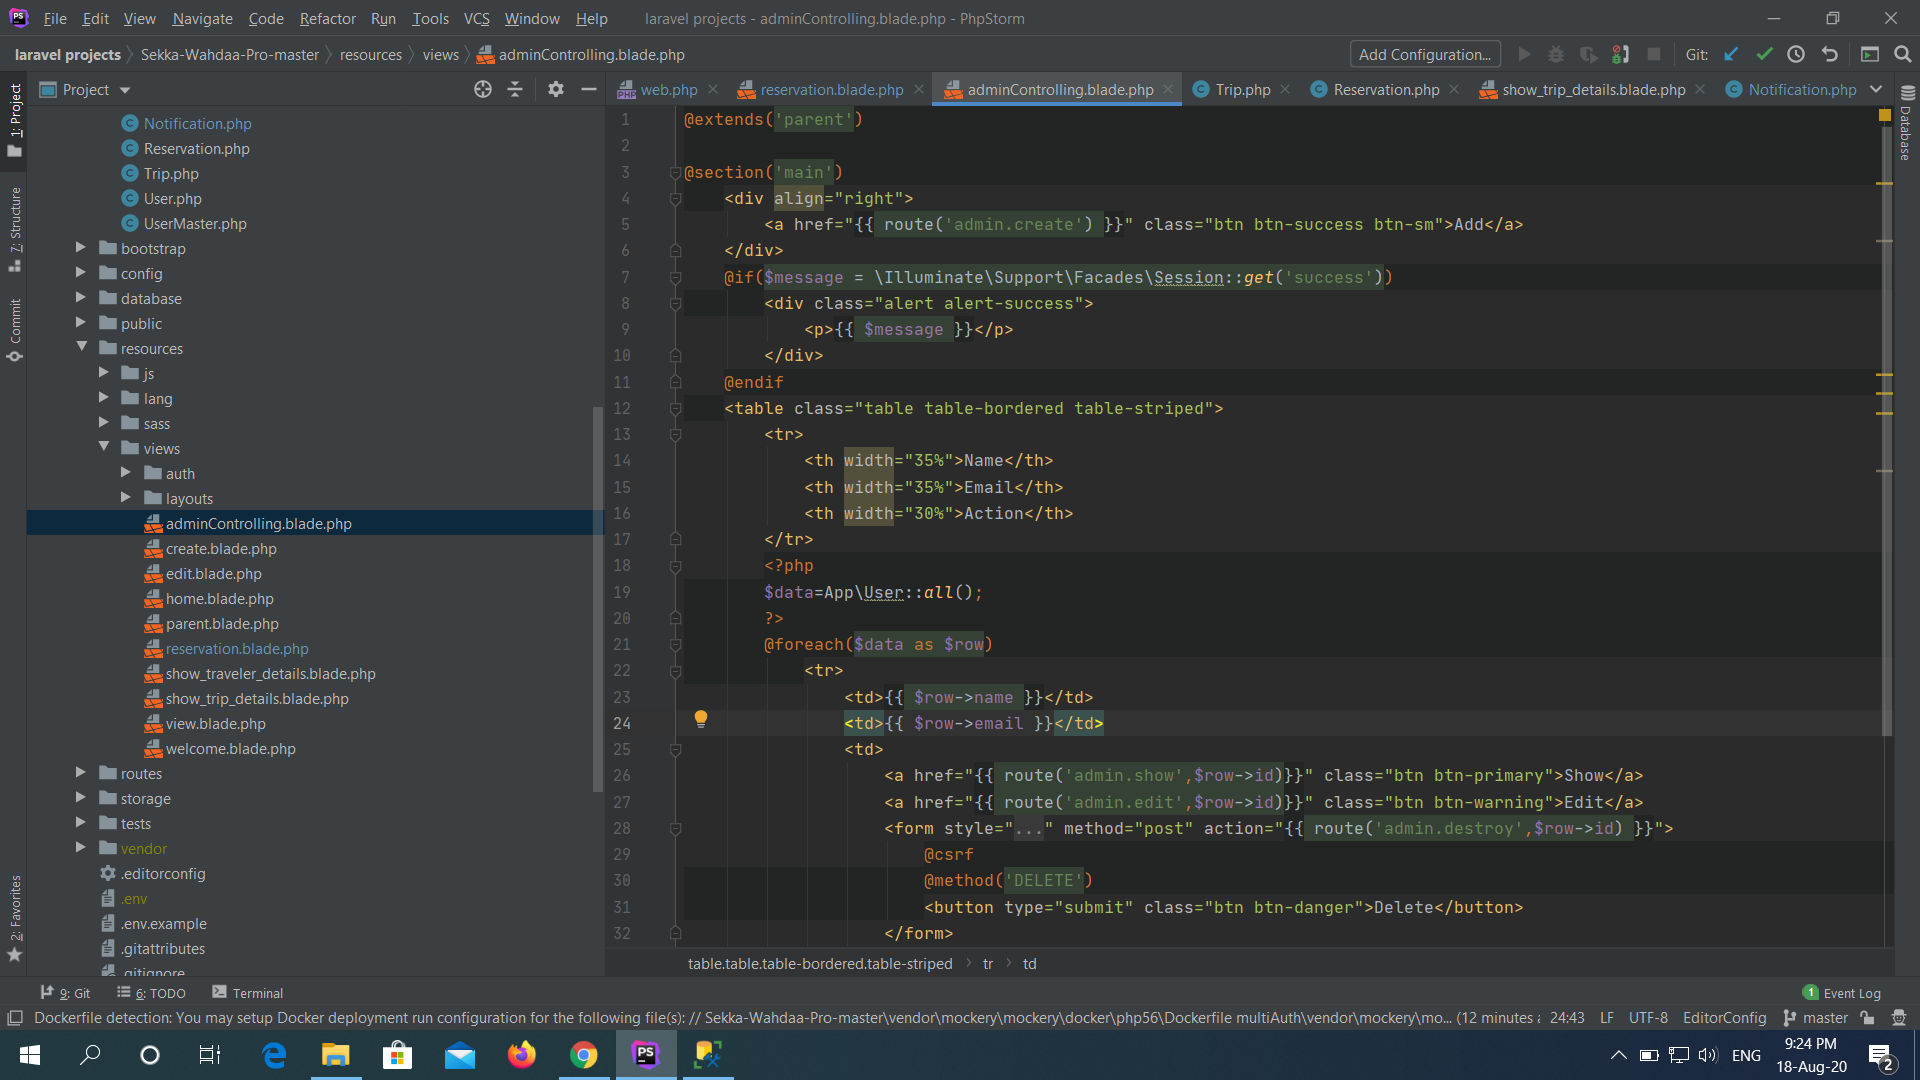 File Edit View Navigate Code Refactor Run Tools VCS Window Help laravel projects - adminControlling.blade.php - PhpStorm
laravel projects Sekka-Wahdaa-Pro-master resources views adminControlling.blade.php Add Configuration... Git:
Project web.php reservation.blade.php adminControlling.blade.php Trip.php Reservation.php show_trip_details.blade.php Notification.php
1: Project
7: Structure
Commit
2: Favorites
Database
Notification.php
Reservation.php
Trip.php
User.php
UserMaster.php
bootstrap
config
database
public
resources
js
lang
sass
views
auth
layouts
adminControlling.blade.php
create.blade.php
edit.blade.php
home.blade.php
parent.blade.php
reservation.blade.php
show_traveler_details.blade.php
show_trip_details.blade.php
view.blade.php
welcome.blade.php
routes
storage
tests
vendor
.editorconfig
.env
.env.example
.gitattributes
.gitignore
1 @extends('parent')
2
3 @section('main')
4 <div align="right">
5 <a href="{{ route('admin.create') }}" class="btn btn-success btn-sm">Add</a>
6 </div>
7 @if($message = \Illuminate\Support\Facades\Session::get('success'))
8 <div class="alert alert-success">
9 <p>{{ $message }}</p>
10 </div>
11 @endif
12 <table class="table table-bordered table-striped">
13 <tr>
14 <th width="35%">Name</th>
15 <th width="35%">Email</th>
16 <th width="30%">Action</th>
17 </tr>
18 <?php
19 $data=App\User::all();
20 ?>
21 @foreach($data as $row)
22 <tr>
23 <td>{{ $row->name }}</td>
24 <td>{{ $row->email }}</td>
25 <td>
26 <a href="{{ route('admin.show',$row->id)}}" class="btn btn-primary">Show</a>
27 <a href="{{ route('admin.edit',$row->id)}}" class="btn btn-warning">Edit</a>
28 <form style="..." method="post" action="{{ route('admin.destroy',$row->id) }}">
29 @csrf
30 @method('DELETE')
31 <button type="submit" class="btn btn-danger">Delete</button>
32 </form>
table.table.table-bordered.table-striped tr td
9: Git 6: TODO Terminal 1 Event Log
Dockerfile detection: You may setup Docker deployment run configuration for the following file(s): // Sekka-Wahdaa-Pro-master\vendor\mockery\mockery\docker\php56\Dockerfile multiAuth\vendor\mockery\mo... (12 minutes a 24:43 LF UTF-8 EditorConfig master
PS ENG 9:24 PM
18-Aug-20 2